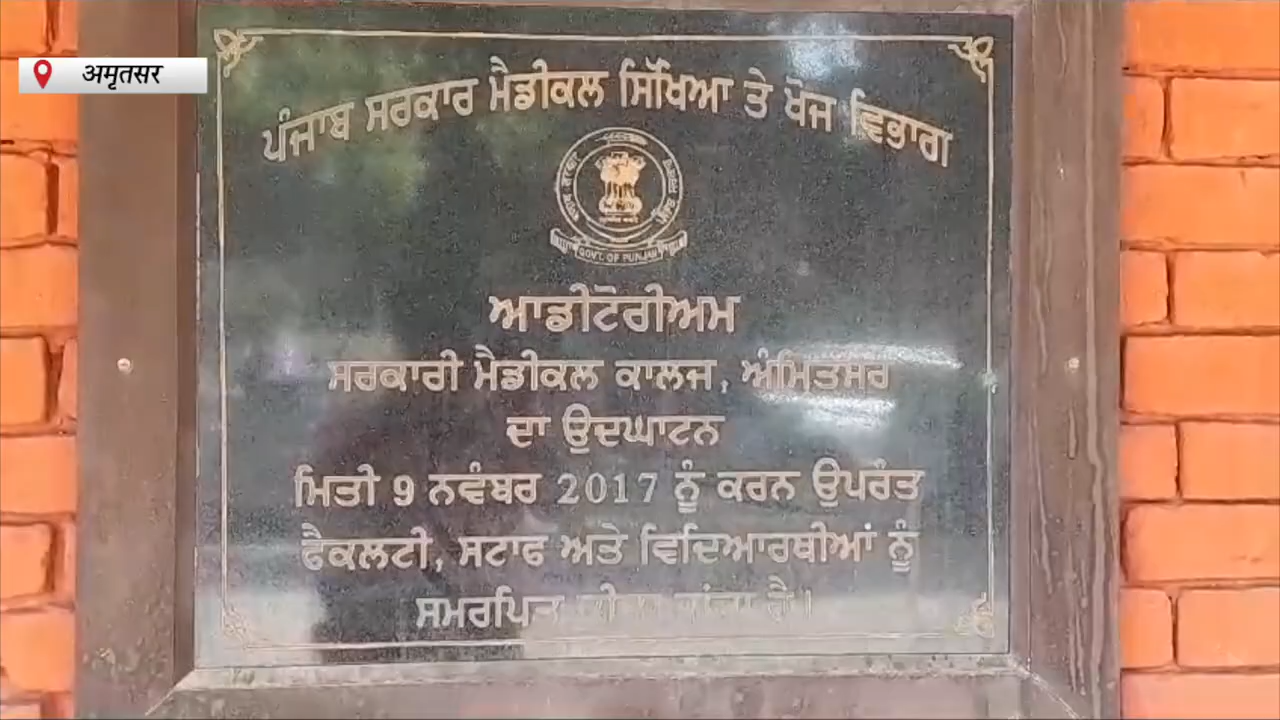 अमृतसर
ਪੰਜਾਬ ਸਰਕਾਰ ਮੈਡੀਕਲ ਸਿੱਖਿਆ ਤੇ ਖੋਜ ਵਿਭਾਗ
GOVT. OF PUNJAB
ਆਡੀਟੋਰੀਅਮ
ਸਰਕਾਰੀ ਮੈਡੀਕਲ ਕਾਲਜ, ਅੰਮ੍ਰਿਤਸਰ
ਦਾ ਉਦਘਾਟਨ
ਮਿਤੀ 9 ਨਵੰਬਰ 2017 ਨੂੰ ਕਰਨ ਉਪਰੰਤ
ਫੈਕਲਟੀ, ਸਟਾਫ ਅਤੇ ਵਿਦਿਆਰਥੀਆਂ ਨੂੰ
ਸਮਰਪਿਤ ਹੈ।